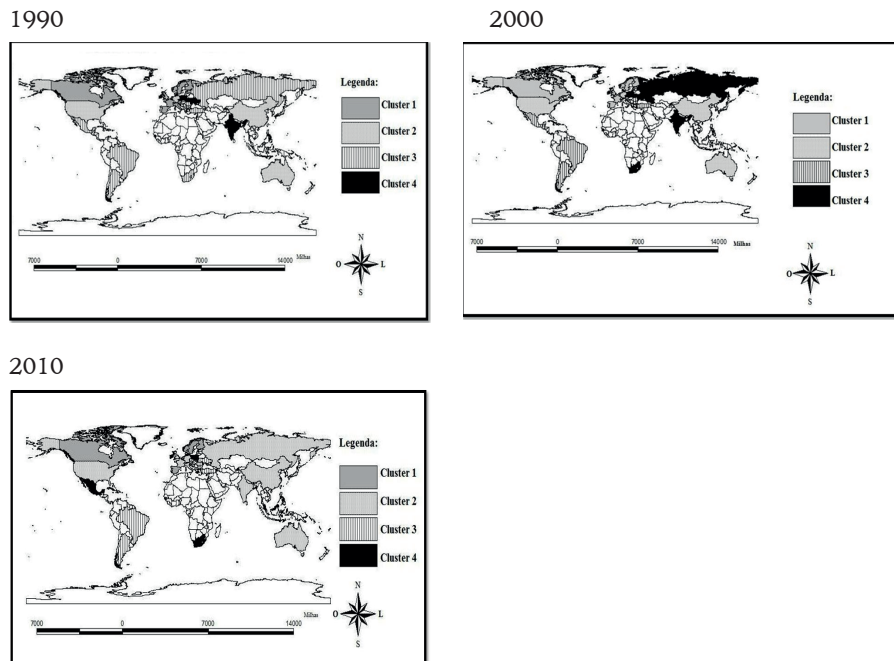 1990
Legenda:
Cluster 1
Cluster 2
Cluster 3
Cluster 4
N
O
L
S
7000
0
7000
14000
Milhas
2000
Legenda:
Cluster 1
Cluster 2
Cluster 3
Cluster 4
N
O
L
S
7000
0
7000
14000
Milhas
2010
Legenda:
Cluster 1
Cluster 2
Cluster 3
Cluster 4
N
O
L
S
7000
0
7000
14000
Milhas